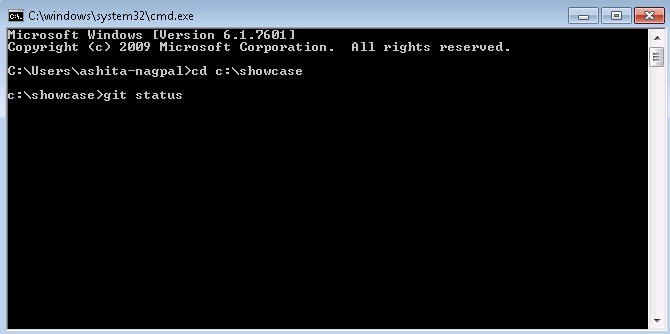 C:\windows\system32\cmd.exe
Microsoft Windows [Version 6.1.7601]
Copyright (c) 2009 Microsoft Corporation.  All rights reserved.
C:\Users\ashita-nagpal>cd c:\showcase
c:\showcase>git status